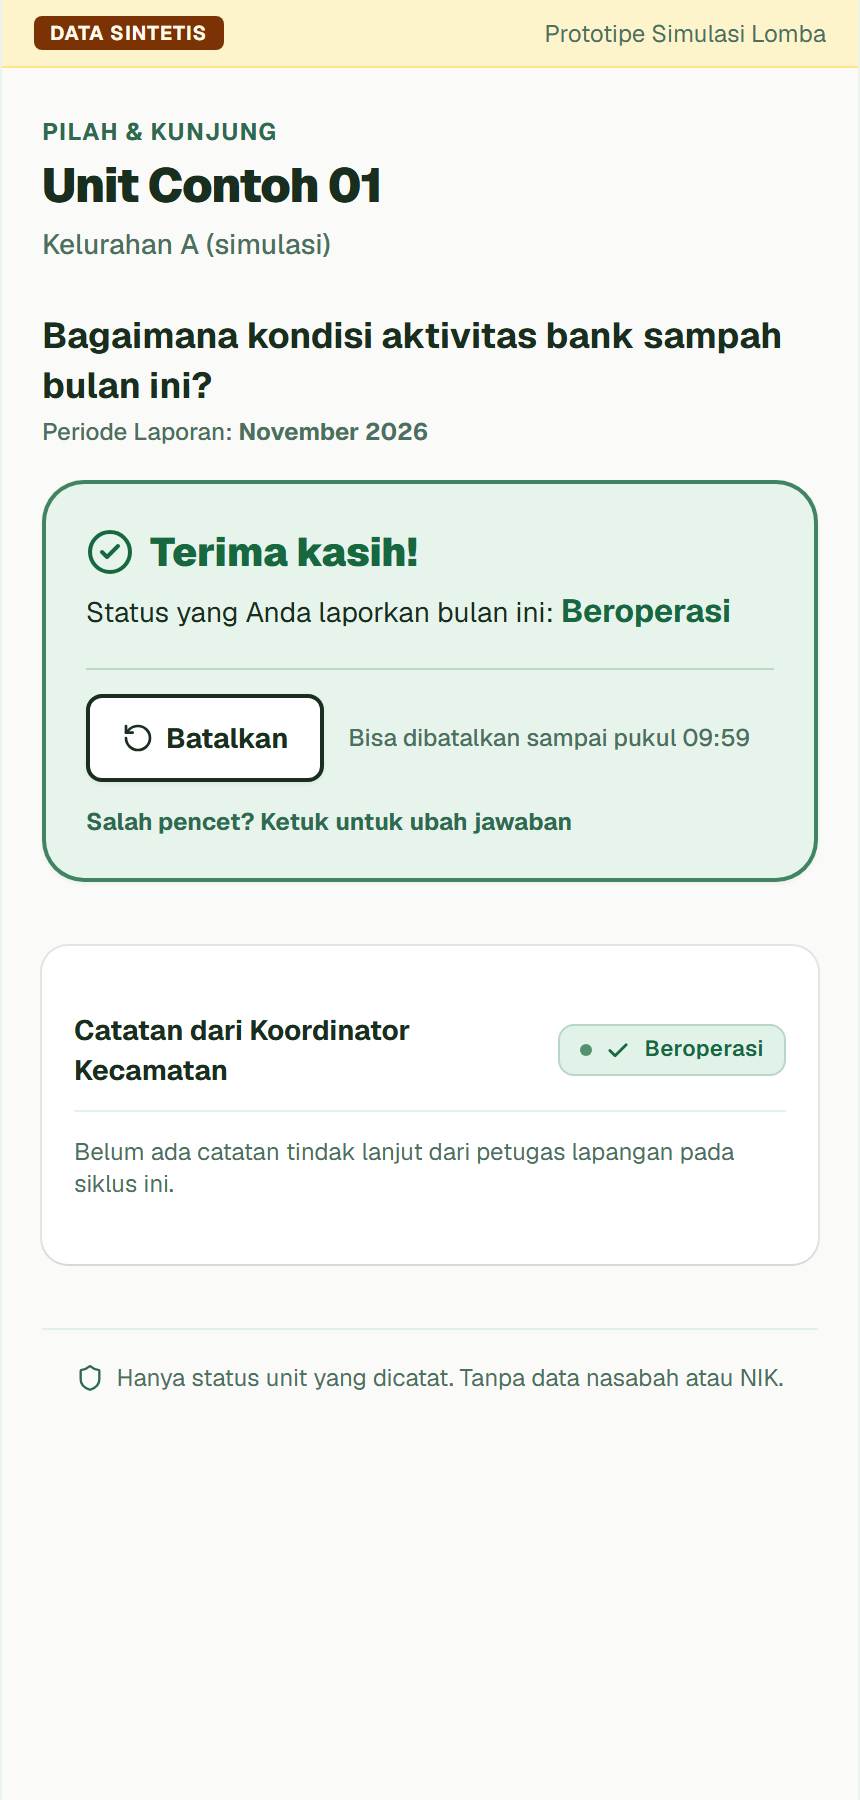 DATA SINTETIS
Prototipe Simulasi Lomba
PILAH & KUNJUNG
Unit Contoh 01
Kelurahan A (simulasi)
Bagaimana kondisi aktivitas bank sampah
bulan ini?
Periode Laporan: November 2026
Terima kasih!
Status yang Anda laporkan bulan ini: Beroperasi
Batalkan
Bisa dibatalkan sampai pukul 09:59
Salah pencet? Ketuk untuk ubah jawaban
Catatan dari Koordinator
Kecamatan
Beroperasi
Belum ada catatan tindak lanjut dari petugas lapangan pada
siklus ini.
Hanya status unit yang dicatat. Tanpa data nasabah atau NIK.